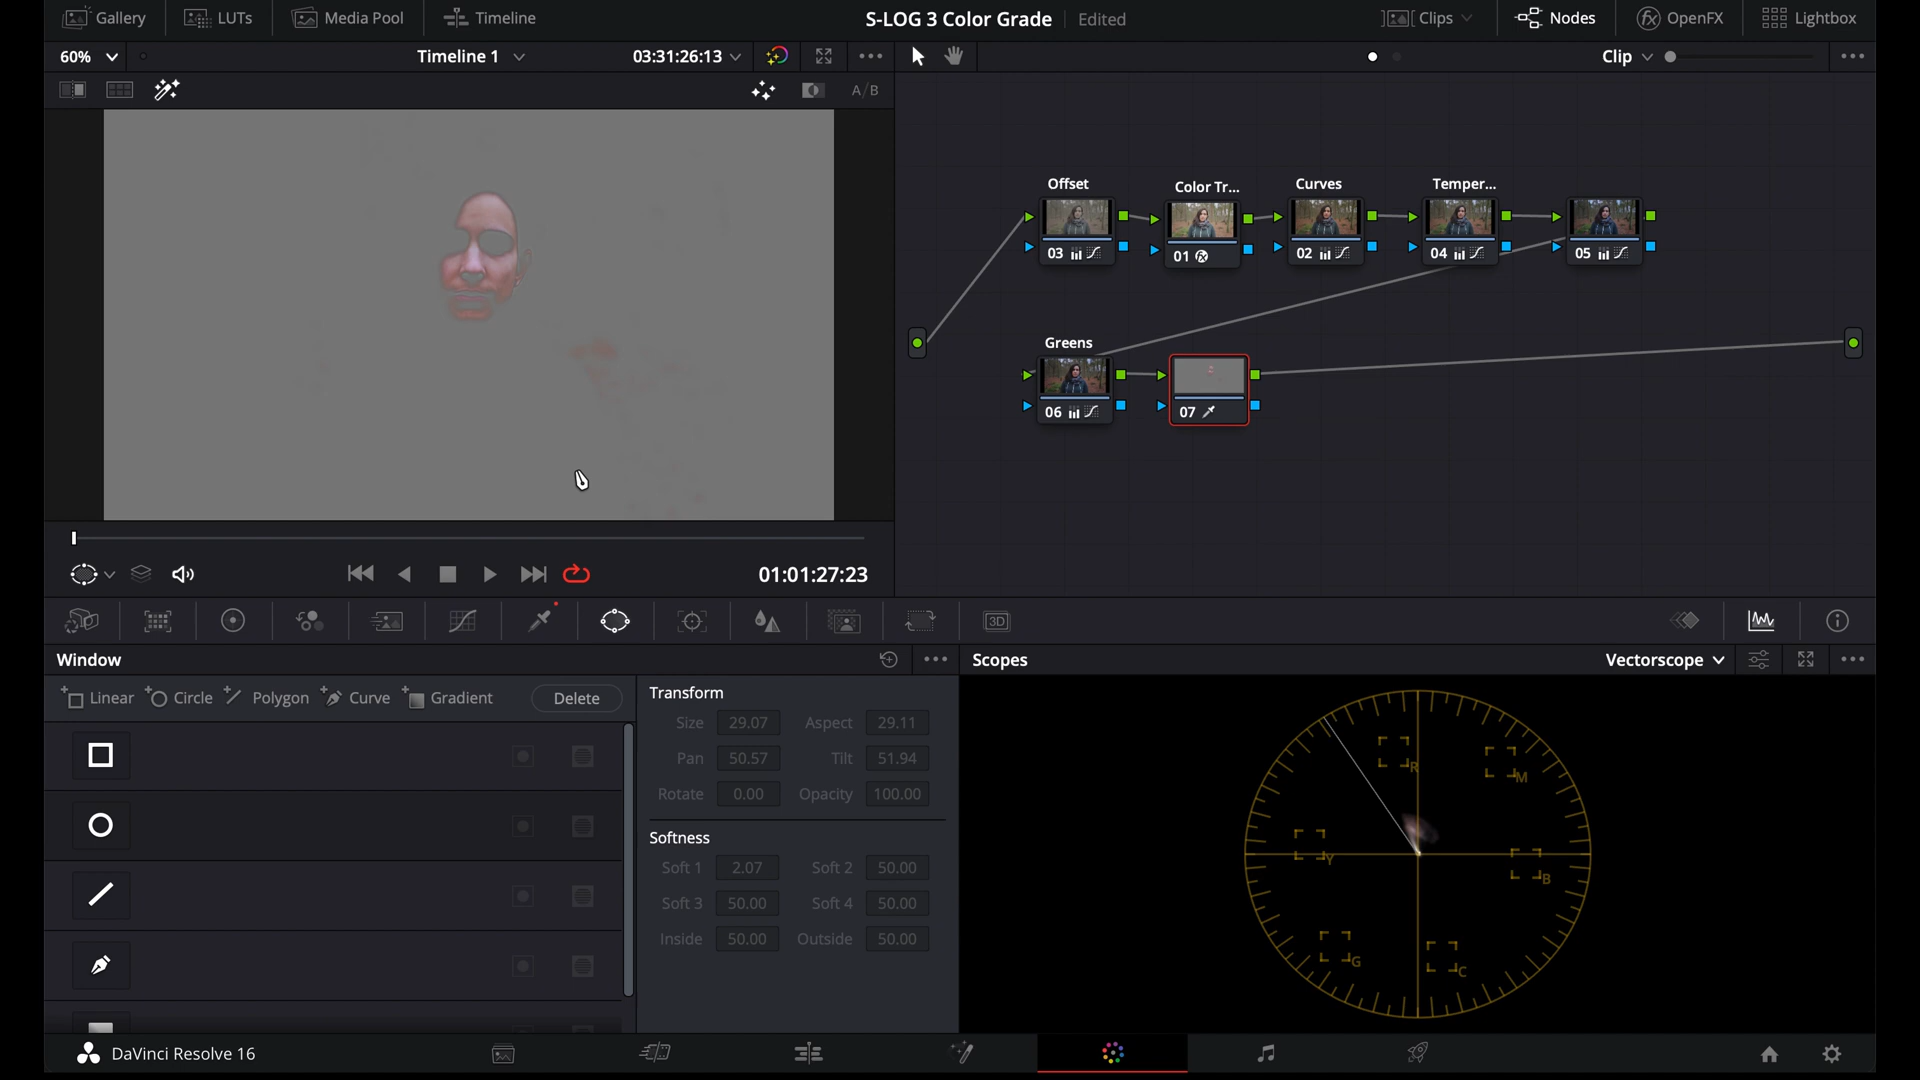 Gallery LUTs Media Pool Timeline S-LOG 3 Color Grade Edited Clips Nodes fx OpenFX Lightbox
60% Timeline 1 03:31:26:13 Clip
A/B
Offset Color Tr... Curves Temper...
03 01 fx 02 04 05
Greens
06 07
01:01:27:23
3D
Window Scopes Vectorscope
Linear Circle Polygon Curve Gradient Delete
Transform
Size 29.07 Aspect 29.11
Pan 50.57 Tilt 51.94
Rotate 0.00 Opacity 100.00
Softness
Soft 1 2.07 Soft 2 50.00
Soft 3 50.00 Soft 4 50.00
Inside 50.00 Outside 50.00
R M
Y B
G C
DaVinci Resolve 16